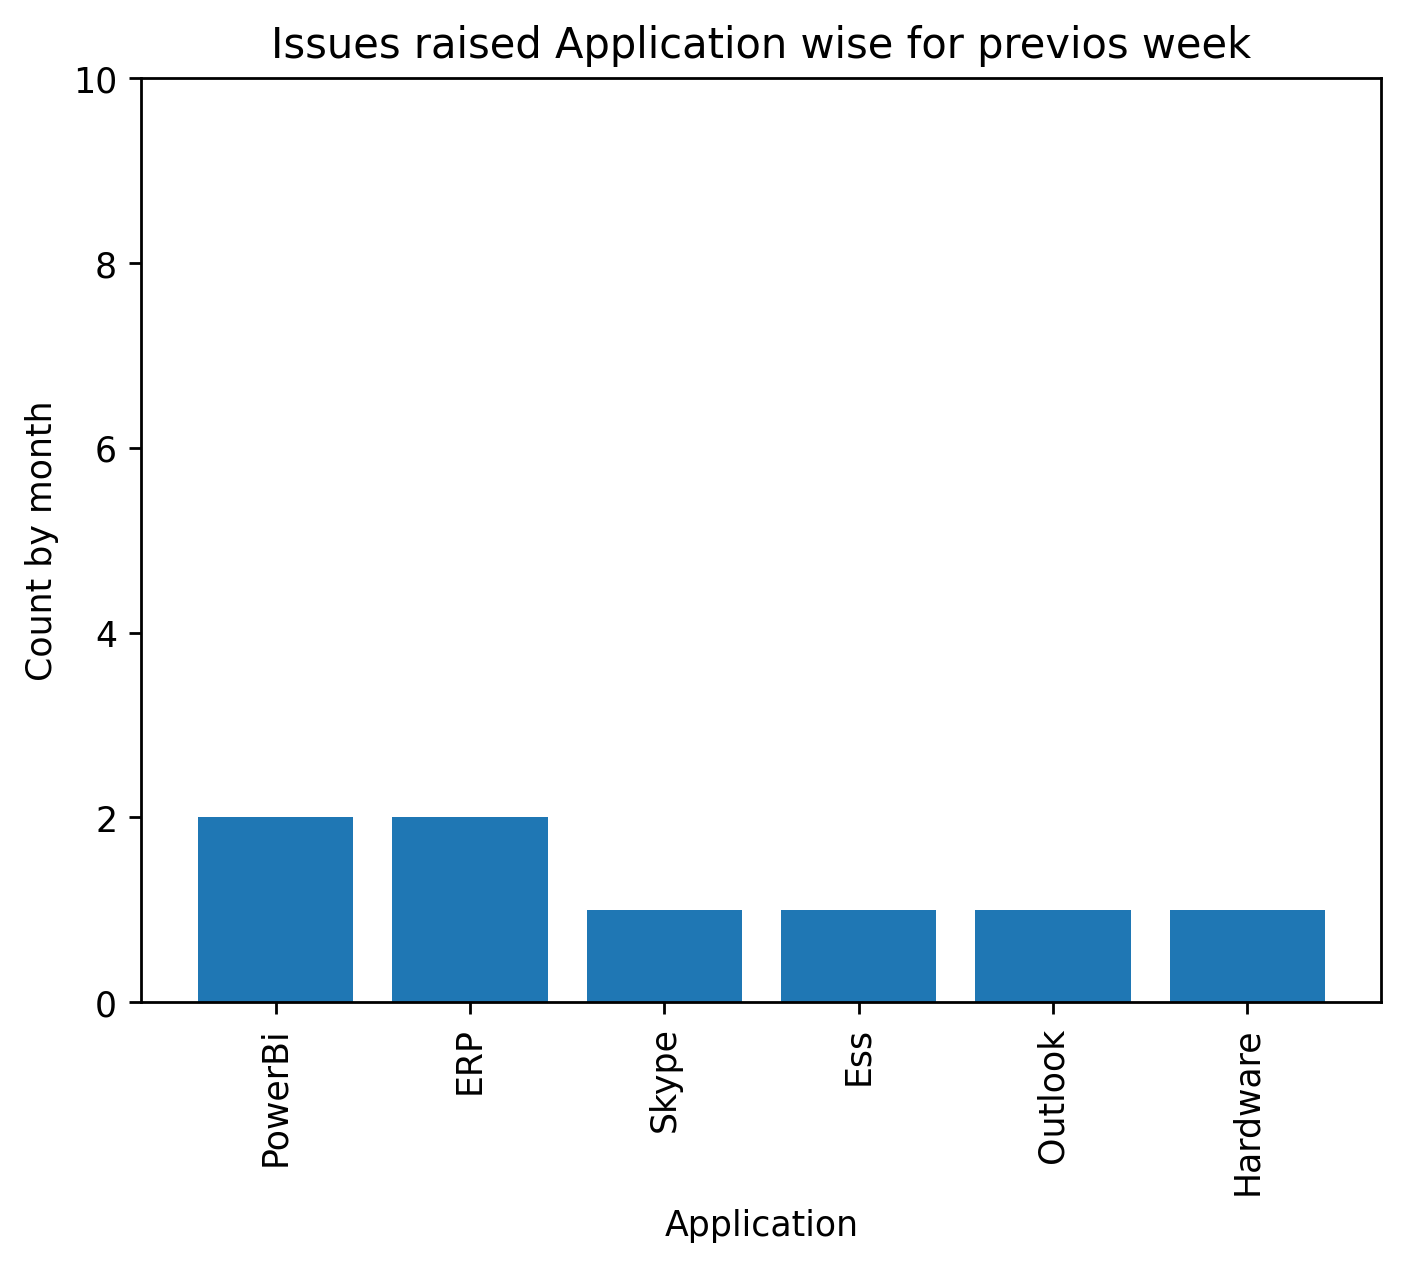 Issues raised Application wise for previos week
10
8
6
4
2
0
Count by month
PowerBi
ERP
Skype
Ess
Outlook
Hardware
Application